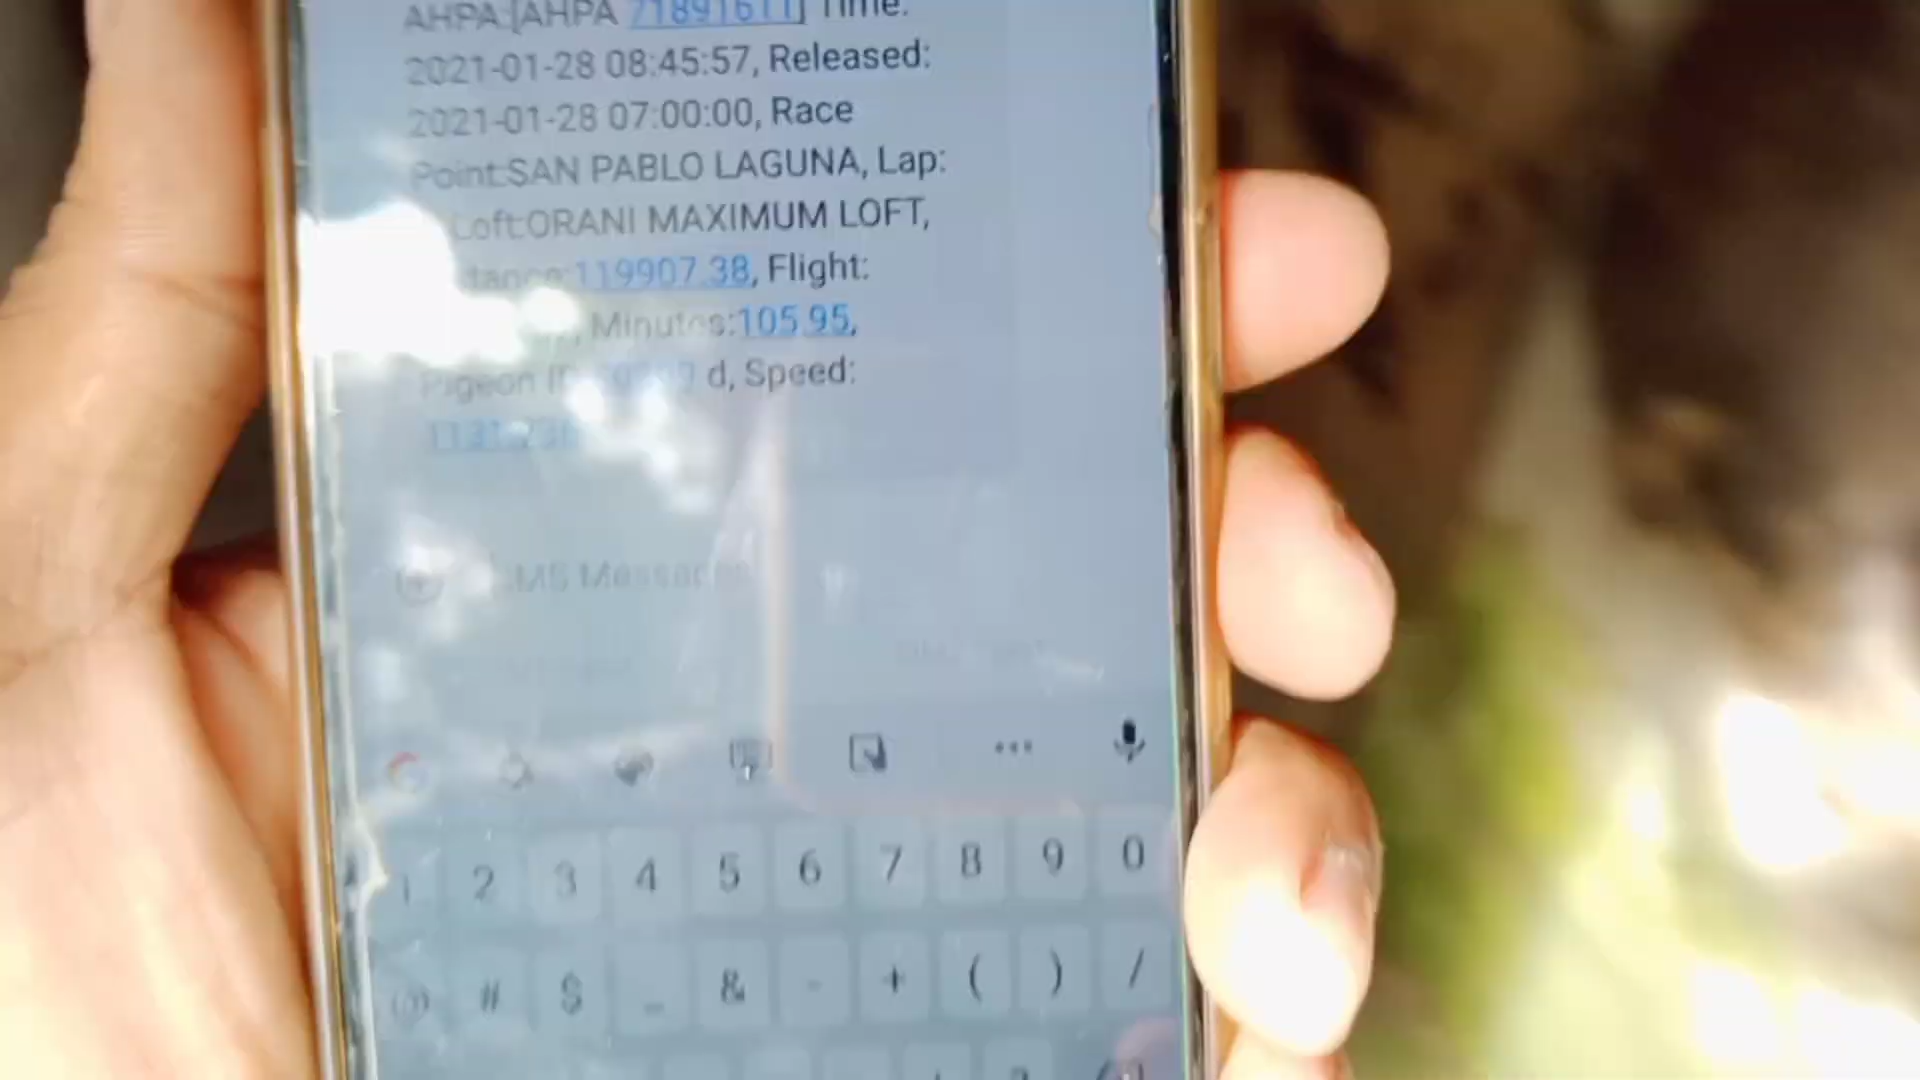 AHPA:[AHPA 71891611] Time:
2021-01-28 08:45:57, Released:
2021-01-28 07:00:00, Race
Point:SAN PABLO LAGUNA, Lap:
Loft:ORANI MAXIMUM LOFT,
119907.38, Flight:
Minutes:105.95,
Pigeon d, Speed:
2 3 4 5 6 7 8 9 0
@ # $ _ & - + ( ) /